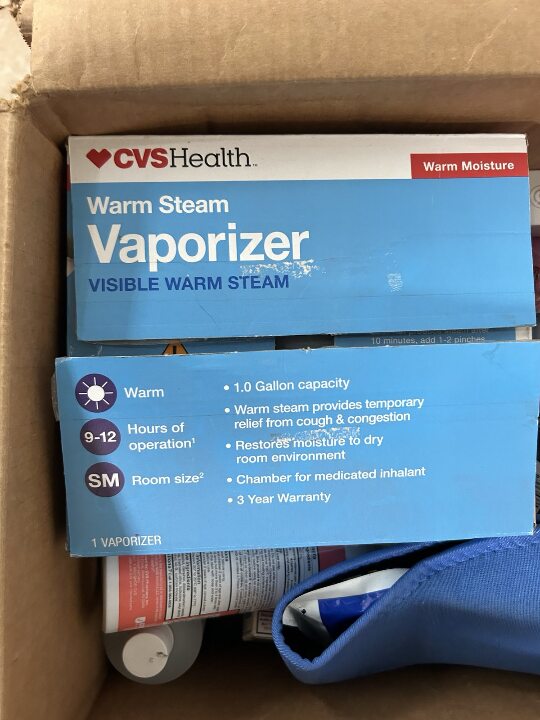 CVSHealth™
Warm Moisture
Warm Steam
Vaporizer
VISIBLE WARM STEAM
10 minutes, add 1-2 pinches
Warm
9-12 Hours of
operation¹
SM Room size²
• 1.0 Gallon capacity
• Warm steam provides temporary
relief from cough & congestion
• Restores moisture to dry
room environment
• Chamber for medicated inhalant
• 3 Year Warranty
1 VAPORIZER